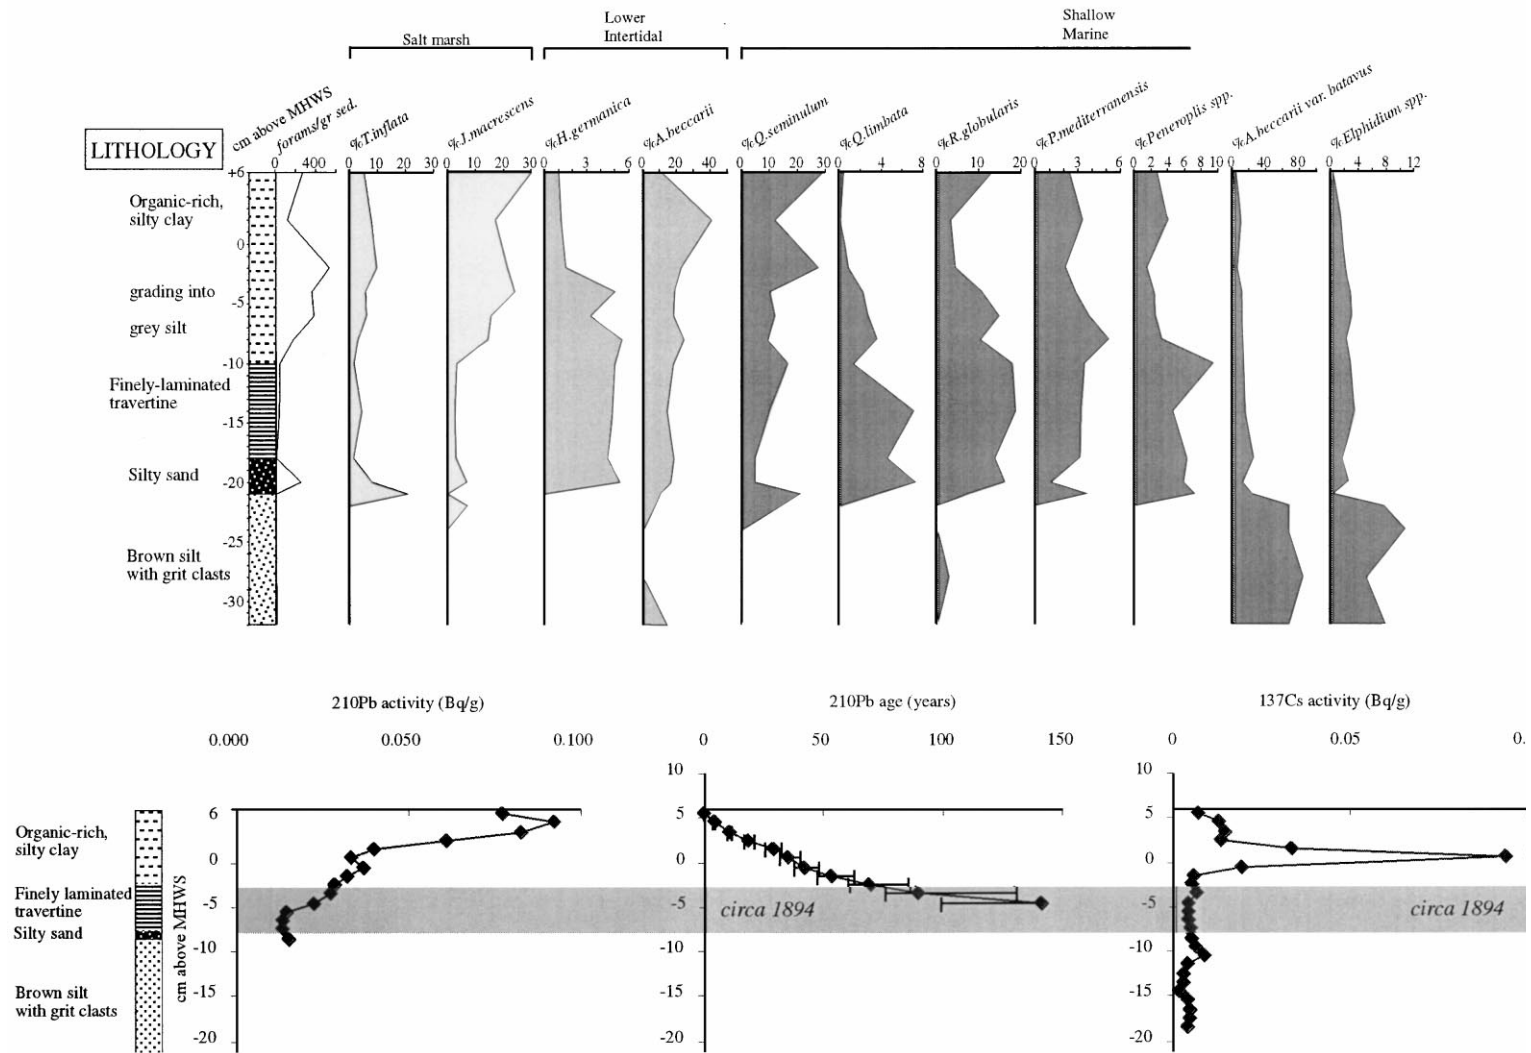 Lower
Intertidal
Shallow
Marine
Salt marsh
LITHOLOGY
cm above MHWS
forams/gr sed.
%T.inflata
%J.macrescens
%H.germanica
%A.beccarii
%Q.seminulum
%Q.limbata
%R.globularis
%P.mediterranensis
%Peneroplis spp.
%A.beccarii var. batavus
%Elphidium spp.
0 400
0 10 20 30
0 10 20 30
0 3 6
0 20 40
0 10 20 30
0 4 8
0 10 20
0 3 6
0 2 4 6 8 10
0 40 80
0 4 8 12
+6
0
-5
-10
-15
-20
-25
-30
Organic-rich,
silty clay
grading into
grey silt
Finely-laminated
travertine
Silty sand
Brown silt
with grit clasts
210Pb activity (Bq/g)
210Pb age (years)
137Cs activity (Bq/g)
0.000 0.050 0.100
0 50 100 150
0 0.05 0.
Organic-rich,
silty clay
Finely laminated
travertine
Silty sand
Brown silt
with grit clasts
cm above MHWS
6
0
-5
-10
-15
-20
10
5
0
-5
-10
-15
-20
circa 1894
10
5
0
-5
-10
-15
-20
circa 1894